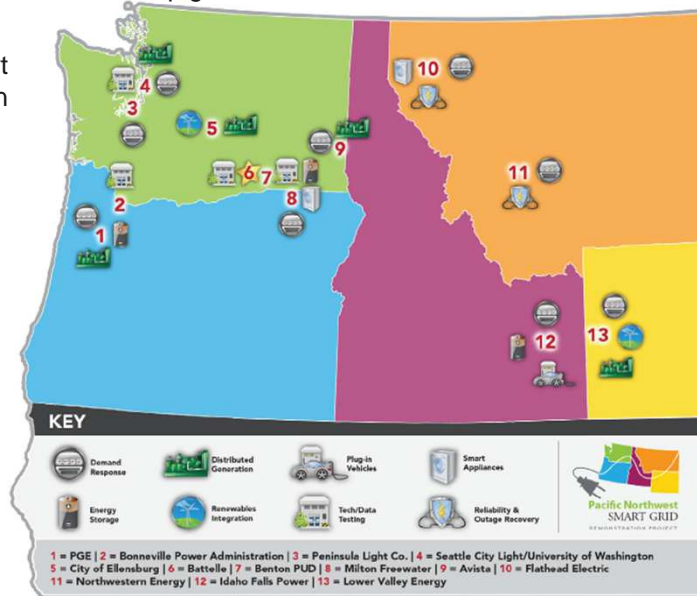 t
n
4
3
5
9
6
7
2
8
1
10
11
12
13
KEY
Demand
Response
Distributed
Generation
Plug-in
Vehicles
Smart
Appliances
Energy
Storage
Renewables
Integration
Tech/Data
Testing
Reliability &
Outage Recovery
Pacific Northwest
SMART GRID
DEMONSTRATION PROJECT
1 = PGE | 2 = Bonneville Power Administration | 3 = Peninsula Light Co. | 4 = Seattle City Light/University of Washington
5 = City of Ellensburg | 6 = Battelle | 7 = Benton PUD | 8 = Milton Freewater | 9 = Avista | 10 = Flathead Electric
11 = Northwestern Energy | 12 = Idaho Falls Power | 13 = Lower Valley Energy